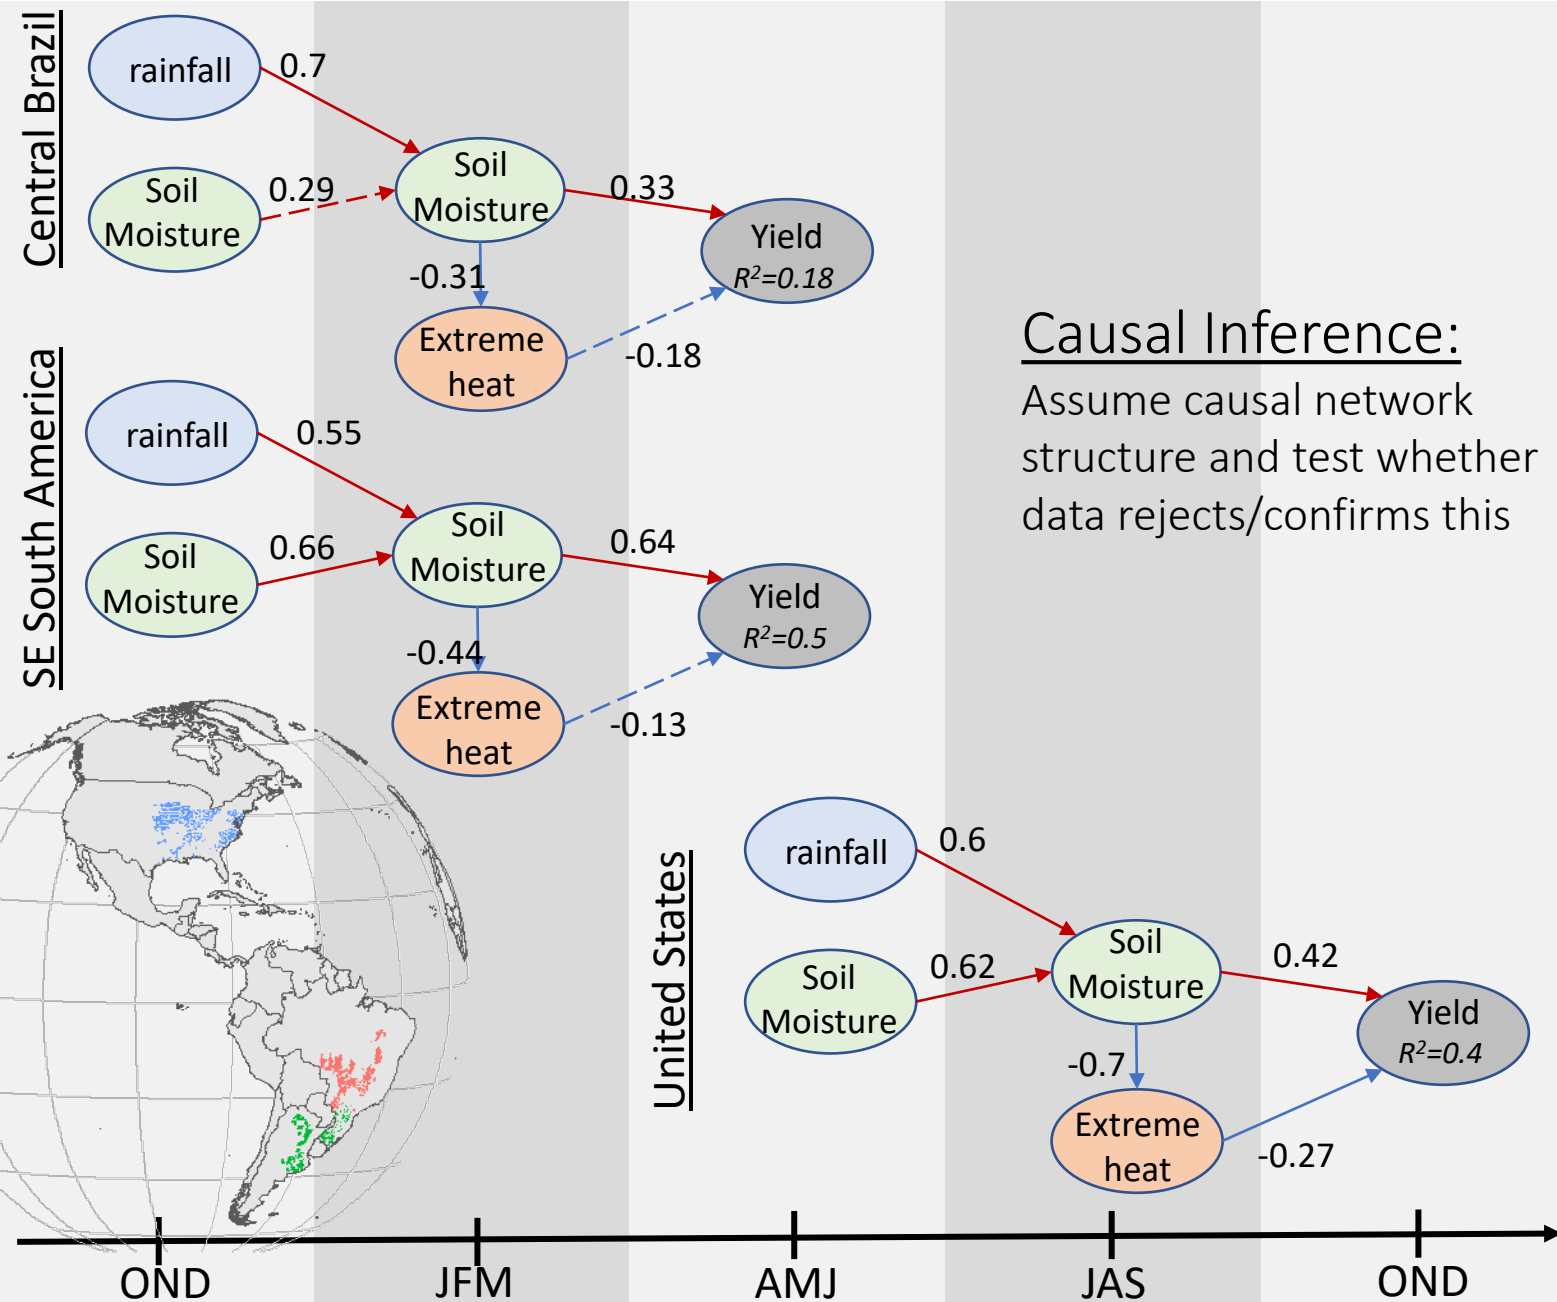 Central Brazil
rainfall
0.7
Soil
Moisture
0.29
Soil
Moisture
0.33
-0.31
Yield
R²=0.18
Extreme
heat
-0.18
SE South America
rainfall
0.55
Soil
Moisture
0.66
Soil
Moisture
0.64
-0.44
Yield
R²=0.5
Extreme
heat
-0.13
Causal Inference:
Assume causal network
structure and test whether
data rejects/confirms this
United States
rainfall
0.6
Soil
Moisture
0.62
Soil
Moisture
0.42
-0.7
Yield
R²=0.4
Extreme
heat
-0.27
OND
JFM
AMJ
JAS
OND